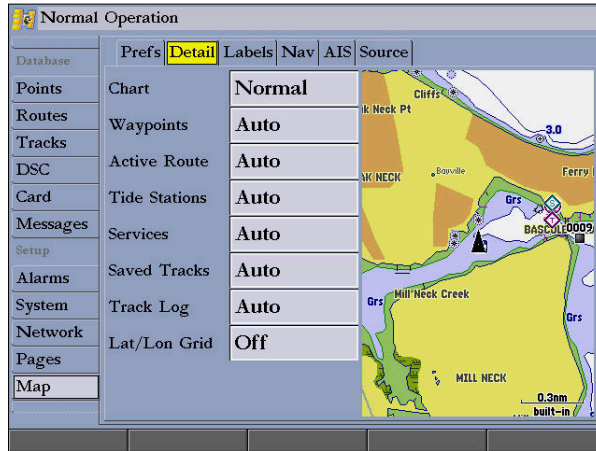 Normal Operation
Prefs Detail Labels Nav AIS Source
Database
Points
Routes
Tracks
DSC
Card
Messages
Setup
Alarms
System
Network
Pages
Map
Chart Normal
Waypoints Auto
Active Route Auto
Tide Stations Auto
Services Auto
Saved Tracks Auto
Track Log Auto
Lat/Lon Grid Off
Cliffs
k Neck Pt
3.0
AK NECK
Bayville
Ferry
Grs
BASCULE
0009
Mill Neck Creek
Grs
Grs
MILL NECK
0.3nm
built-in